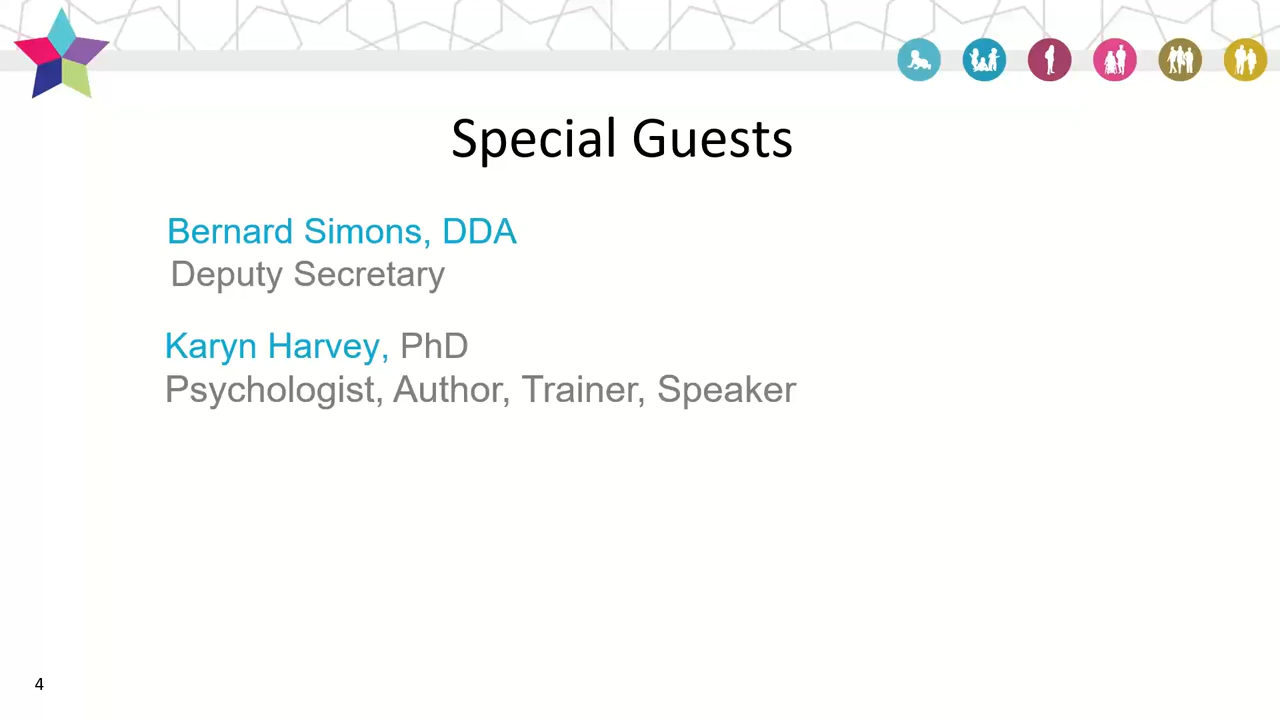 Special Guests
Bernard Simons, DDA
Deputy Secretary
Karyn Harvey, PhD
Psychologist, Author, Trainer, Speaker
4